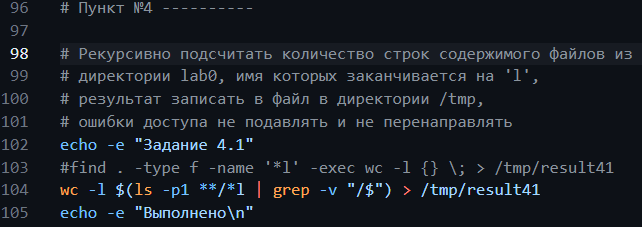 96 # Пункт №4 ----------
97
98 # Рекурсивно подсчитать количество строк содержимого файлов из
99 # директории lab0, имя которых заканчивается на 'l',
100 # результат записать в файл в директории /tmp,
101 # ошибки доступа не подавлять и не перенаправлять
102 echo -e "Задание 4.1"
103 #find . -type f -name '*l' -exec wc -l {} \; > /tmp/result41
104 wc -l $(ls -p1 **/*l | grep -v "/$") > /tmp/result41
105 echo -e "Выполнено\n"